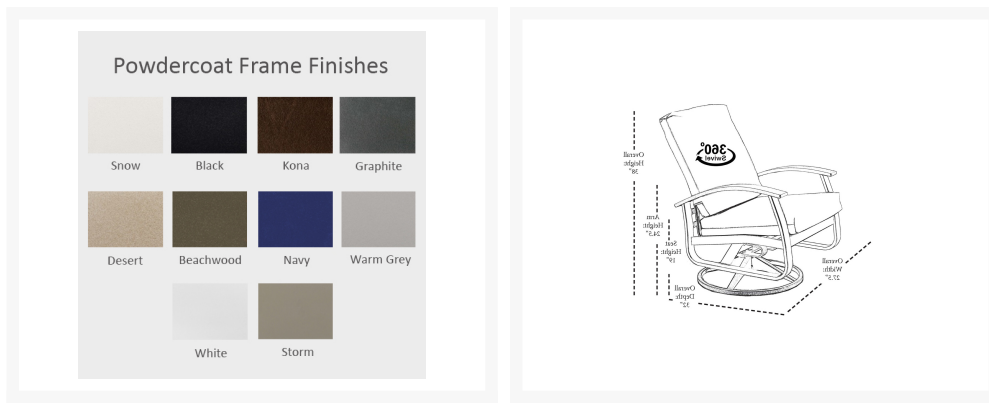 Powdercoat Frame Finishes
Snow
Black
Kona
Graphite
Desert
Beachwood
Navy
Warm Grey
White
Storm
360°
Swivel
Overall
Height:
38"
Arm
Height:
24.5"
Seat
Height:
19"
Overall
Depth:
32"
Overall
Width:
27.5"